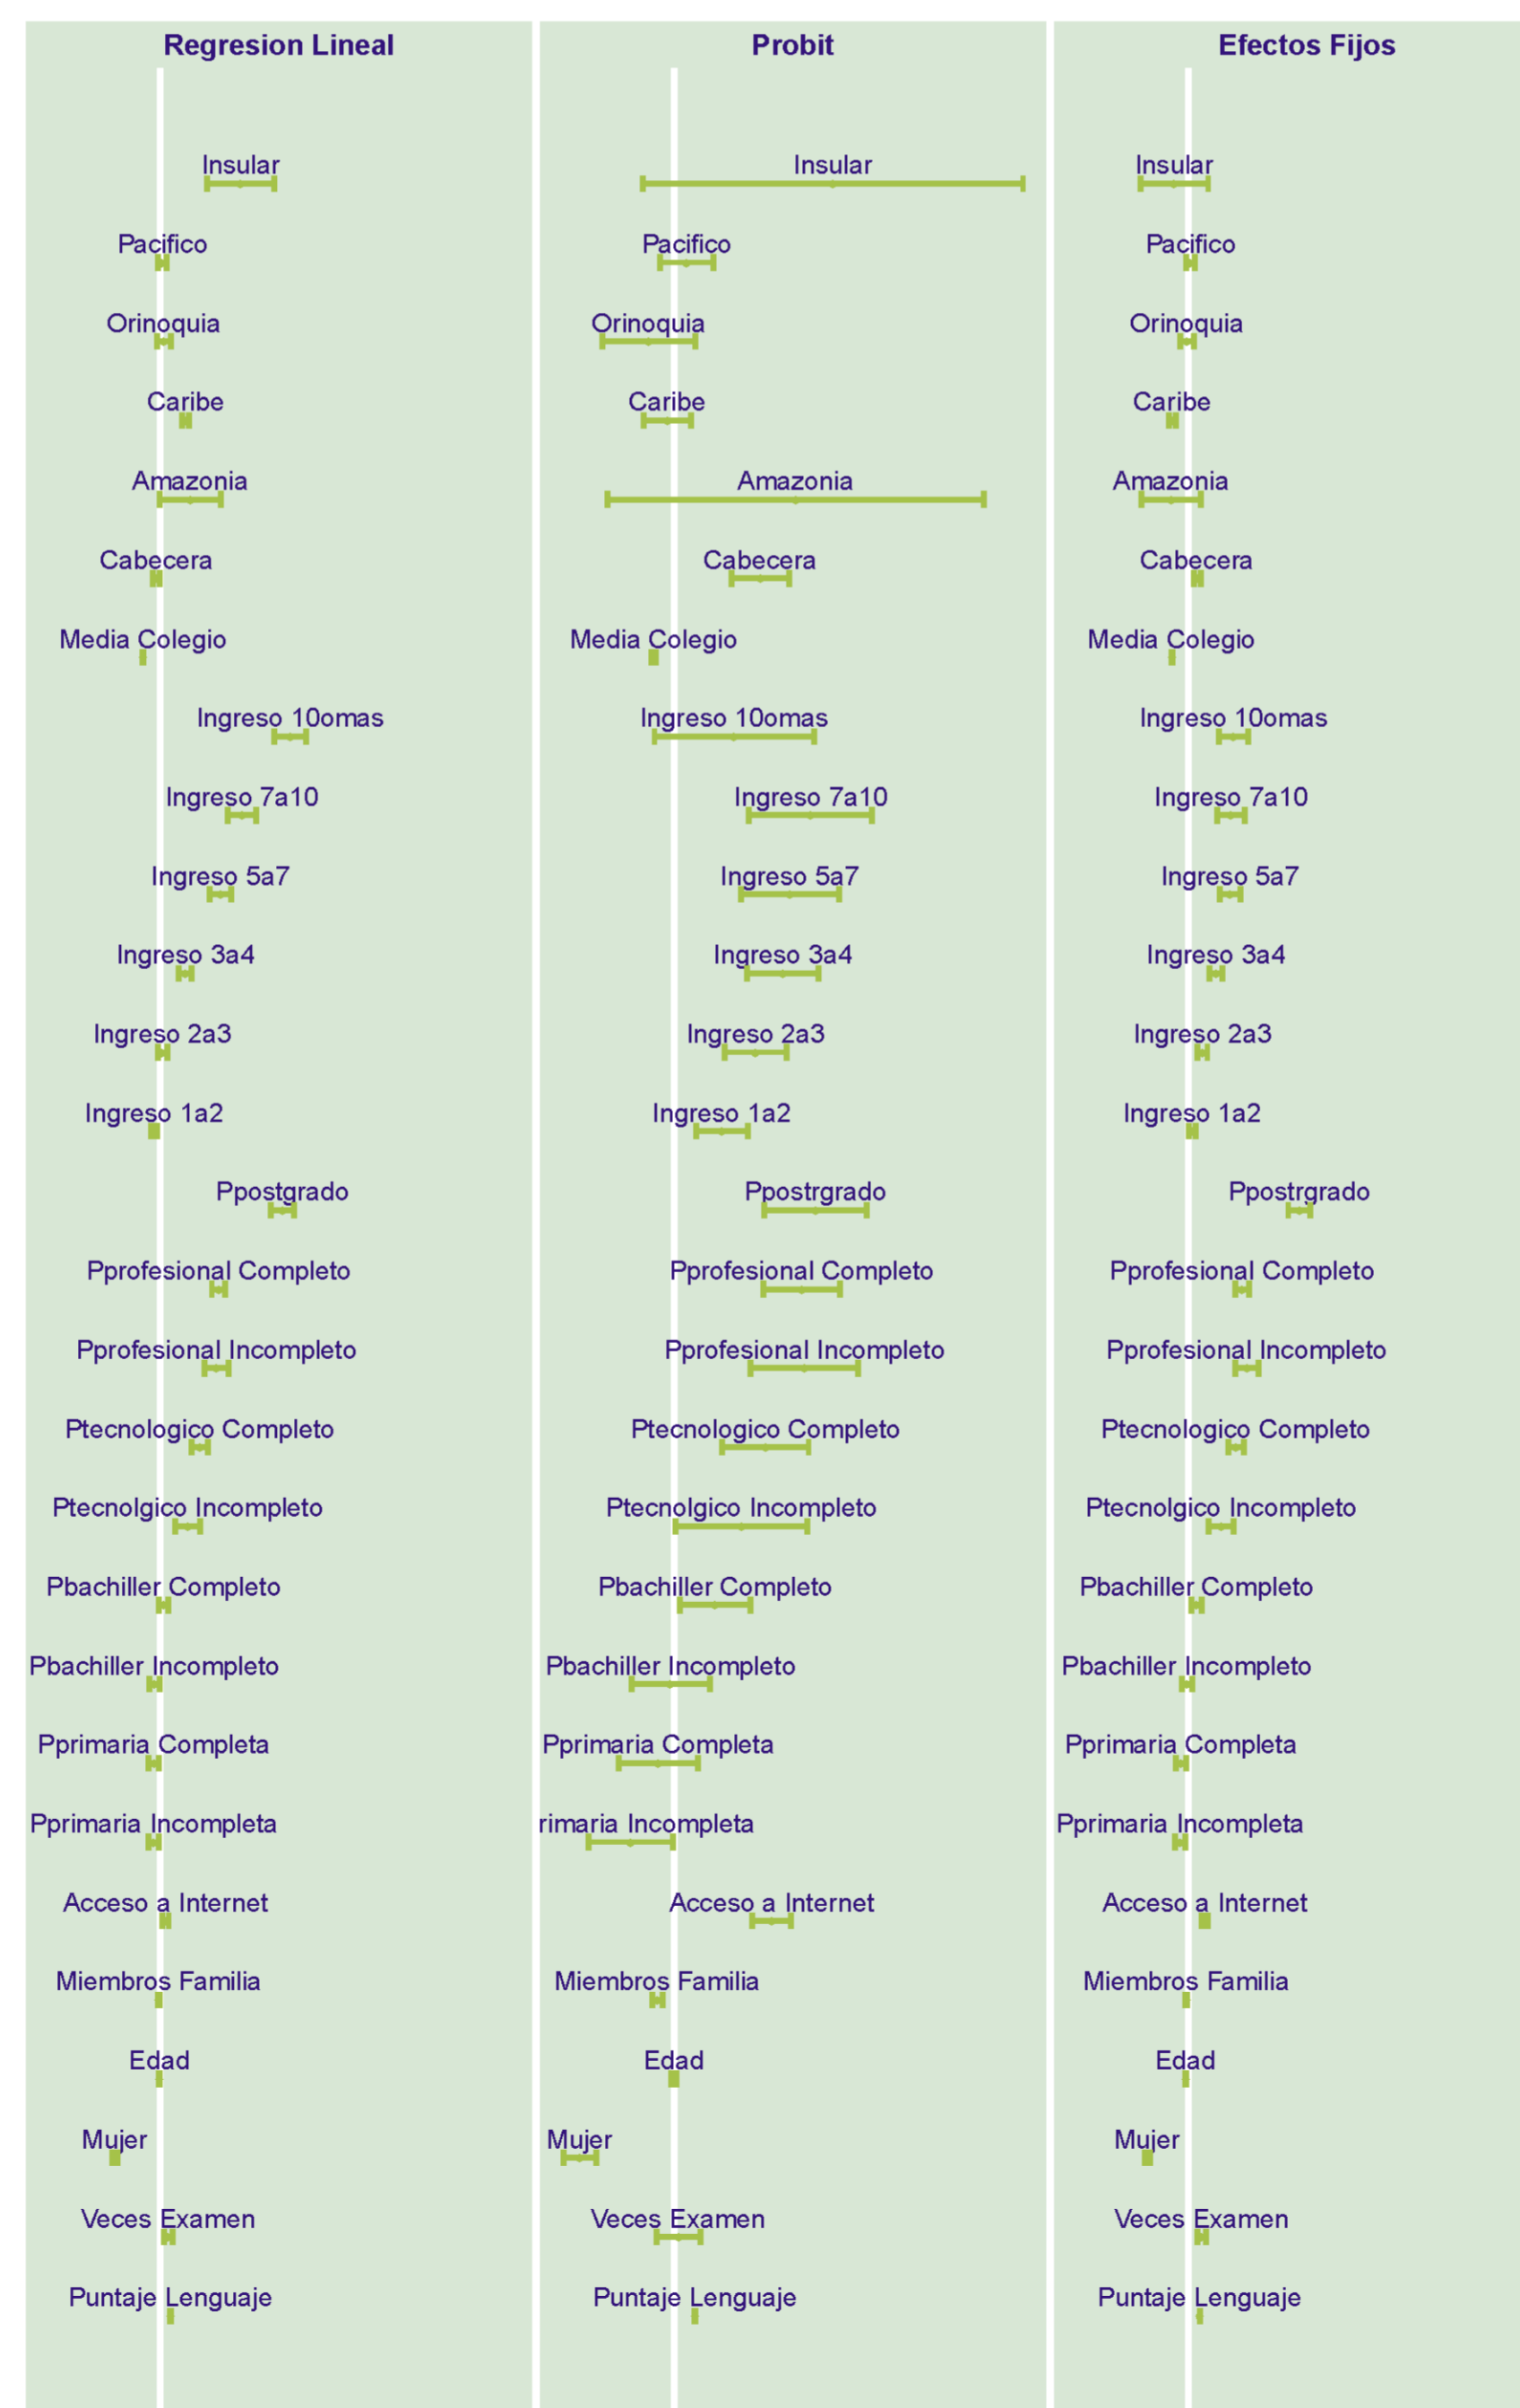 Regresion Lineal Probit Efectos Fijos
Insular Insular Insular
Pacifico Pacifico Pacifico
Orinoquia Orinoquia Orinoquia
Caribe Caribe Caribe
Amazonia Amazonia Amazonia
Cabecera Cabecera Cabecera
Media Colegio Media Colegio Media Colegio
Ingreso 10omas Ingreso 10omas Ingreso 10omas
Ingreso 7a10 Ingreso 7a10 Ingreso 7a10
Ingreso 5a7 Ingreso 5a7 Ingreso 5a7
Ingreso 3a4 Ingreso 3a4 Ingreso 3a4
Ingreso 2a3 Ingreso 2a3 Ingreso 2a3
Ingreso 1a2 Ingreso 1a2 Ingreso 1a2
Ppostgrado Ppostrgrado Ppostrgrado
Pprofesional Completo Pprofesional Completo Pprofesional Completo
Pprofesional Incompleto Pprofesional Incompleto Pprofesional Incompleto
Ptecnologico Completo Ptecnologico Completo Ptecnologico Completo
Ptecnolgico Incompleto Ptecnolgico Incompleto Ptecnolgico Incompleto
Pbachiller Completo Pbachiller Completo Pbachiller Completo
Pbachiller Incompleto Pbachiller Incompleto Pbachiller Incompleto
Pprimaria Completa Pprimaria Completa Pprimaria Completa
Pprimaria Incompleta rimaria Incompleta Pprimaria Incompleta
Acceso a Internet Acceso a Internet Acceso a Internet
Miembros Familia Miembros Familia Miembros Familia
Edad Edad Edad
Mujer Mujer Mujer
Veces Examen Veces Examen Veces Examen
Puntaje Lenguaje Puntaje Lenguaje Puntaje Lenguaje